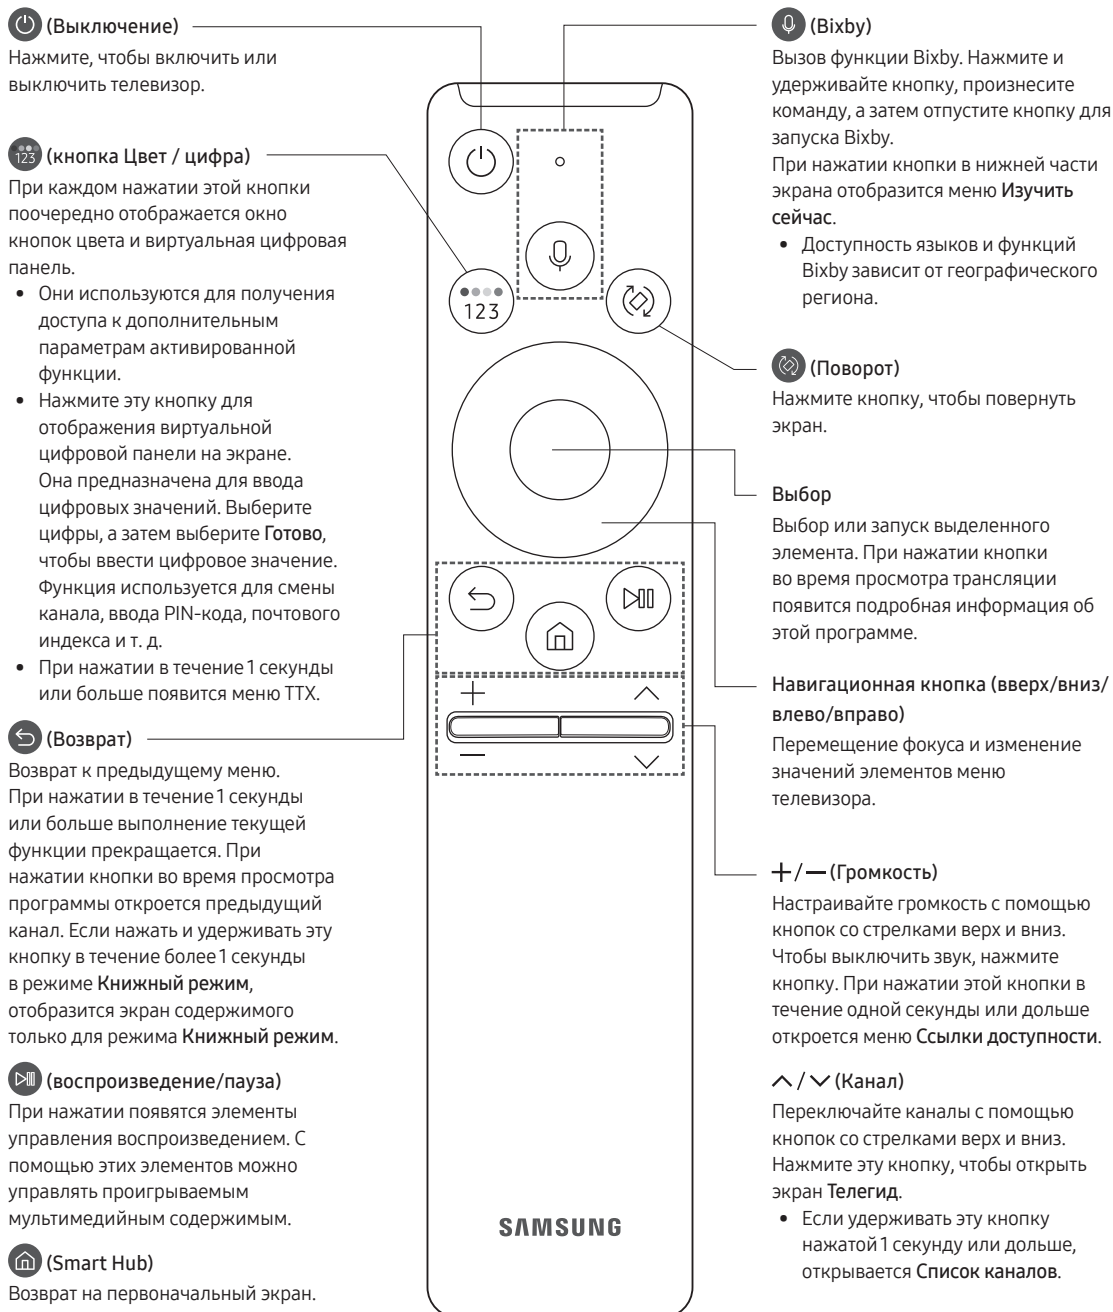 (Выключение)
Нажмите, чтобы включить или
выключить телевизор.
123 (кнопка Цвет / цифра)
При каждом нажатии этой кнопки
поочередно отображается окно
кнопок цвета и виртуальная цифровая
панель.
• Они используются для получения
доступа к дополнительным
параметрам активированной
функции.
• Нажмите эту кнопку для
отображения виртуальной
цифровой панели на экране.
Она предназначена для ввода
цифровых значений. Выберите
цифры, а затем выберите Готово,
чтобы ввести цифровое значение.
Функция используется для смены
канала, ввода PIN-кода, почтового
индекса и т. д.
• При нажатии в течение 1 секунды
или больше появится меню TTX.
(Возврат)
Возврат к предыдущему меню.
При нажатии в течение 1 секунды
или больше выполнение текущей
функции прекращается. При
нажатии кнопки во время просмотра
программы откроется предыдущий
канал. Если нажать и удерживать эту
кнопку в течение более 1 секунды
в режиме Книжный режим,
отобразится экран содержимого
только для режима Книжный режим.
(воспроизведение/пауза)
При нажатии появятся элементы
управления воспроизведением. С
помощью этих элементов можно
управлять проигрываемым
мультимедийным содержимым.
(Smart Hub)
Возврат на первоначальный экран.
123
SAMSUNG
(Bixby)
Вызов функции Bixby. Нажмите и
удерживайте кнопку, произнесите
команду, а затем отпустите кнопку для
запуска Bixby.
При нажатии кнопки в нижней части
экрана отобразится меню Изучить
сейчас.
• Доступность языков и функций
Bixby зависит от географического
региона.
(Поворот)
Нажмите кнопку, чтобы повернуть
экран.
Выбор
Выбор или запуск выделенного
элемента. При нажатии кнопки
во время просмотра трансляции
появится подробная информация об
этой программе.
Навигационная кнопка (вверх/вниз/
влево/вправо)
Перемещение фокуса и изменение
значений элементов меню
телевизора.
+/— (Громкость)
Настраивайте громкость с помощью
кнопок со стрелками верх и вниз.
Чтобы выключить звук, нажмите
кнопку. При нажатии этой кнопки в
течение одной секунды или дольше
откроется меню Ссылки доступности.
/ (Канал)
Переключайте каналы с помощью
кнопок со стрелками верх и вниз.
Нажмите эту кнопку, чтобы открыть
экран Телегид.
• Если удерживать эту кнопку
нажатой 1 секунду или дольше,
открывается Список каналов.